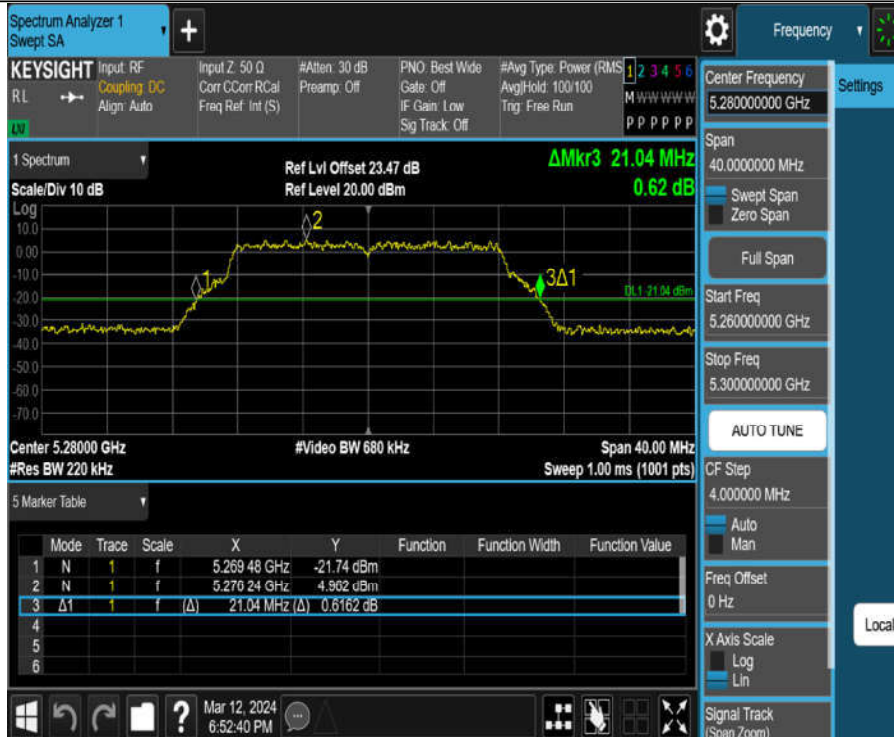 Spectrum Analyzer 1
Swept SA
+
Frequency
KEYSIGHT
RL
LXI
Input: RF
Coupling: DC
Align: Auto
Input Z: 50 Ω
Corr CCorr RCal
Freq Ref: Int (S)
#Atten: 30 dB
Preamp: Off
PNO: Best Wide
Gate: Off
IF Gain: Low
Sig Track: Off
#Avg Type: Power (RMS
Avg|Hold: 100/100
Trig: Free Run
1 2 3 4 5 6
M W W W W W
P P P P P P
1 Spectrum
Scale/Div 10 dB
Ref Lvl Offset 23.47 dB
Ref Level 20.00 dBm
ΔMkr3 21.04 MHz
0.62 dB
Log
10.0
0.00
-10.0
-20.0
-30.0
-40.0
-50.0
-60.0
-70.0
1
2
3Δ1
DL1 -21.04 dBm
Center 5.28000 GHz
#Video BW 680 kHz
Span 40.00 MHz
#Res BW 220 kHz
Sweep 1.00 ms (1001 pts)
5 Marker Table
Mode Trace Scale X Y Function Function Width Function Value
1 N 1 f 5.269 48 GHz -21.74 dBm
2 N 1 f 5.276 24 GHz 4.962 dBm
3 Δ1 1 f (Δ) 21.04 MHz (Δ) 0.6162 dB
4
5
6
Mar 12, 2024
6:52:40 PM
?
Center Frequency
5.280000000 GHz
Settings
Span
40.0000000 MHz
Swept Span
Zero Span
Full Span
Start Freq
5.260000000 GHz
Stop Freq
5.300000000 GHz
AUTO TUNE
CF Step
4.000000 MHz
Auto
Man
Freq Offset
0 Hz
Local
X Axis Scale
Log
Lin
Signal Track
(Span Zoom)